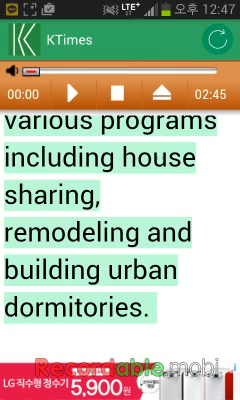 LTE 오후 12:47
KTimes
00:00 02:45
various programs
including house
sharing,
remodeling and
building urban
dormitories.
Recordable.mobi
LG 직수형 정수기 5,900원